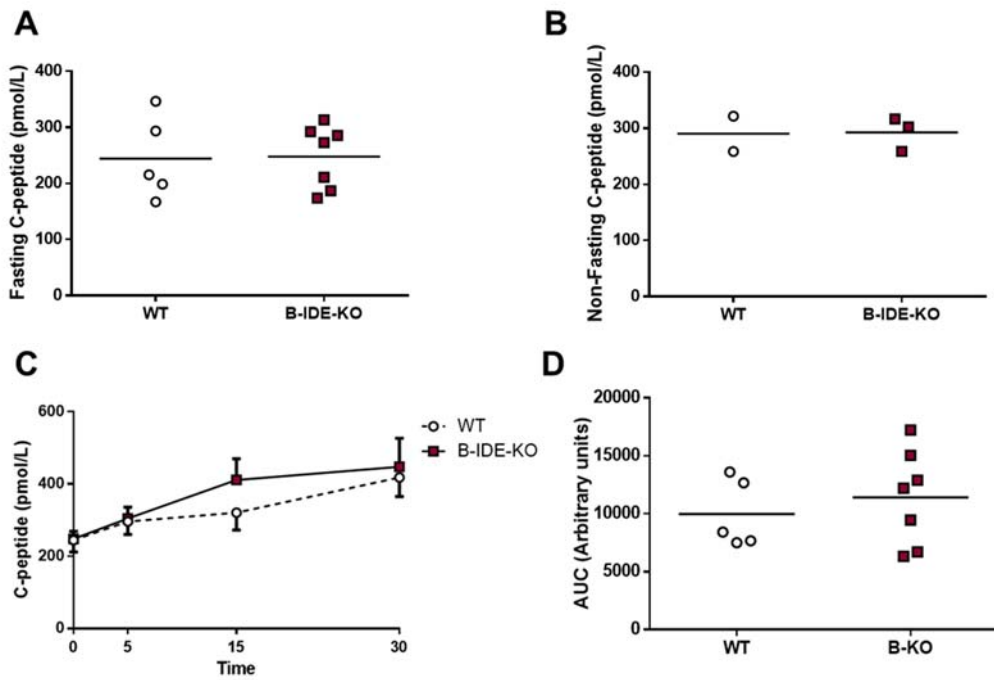 A
Fasting C-peptide (pmol/L)
400
300
200
100
0
WT
B-IDE-KO
B
Non-Fasting C-peptide (pmol/L)
400
300
200
100
0
WT
B-IDE-KO
C
C-peptide (pmol/L)
600
400
200
0
0
5
15
30
Time
WT
B-IDE-KO
D
AUC (Arbitrary units)
20000
15000
10000
5000
0
WT
B-KO